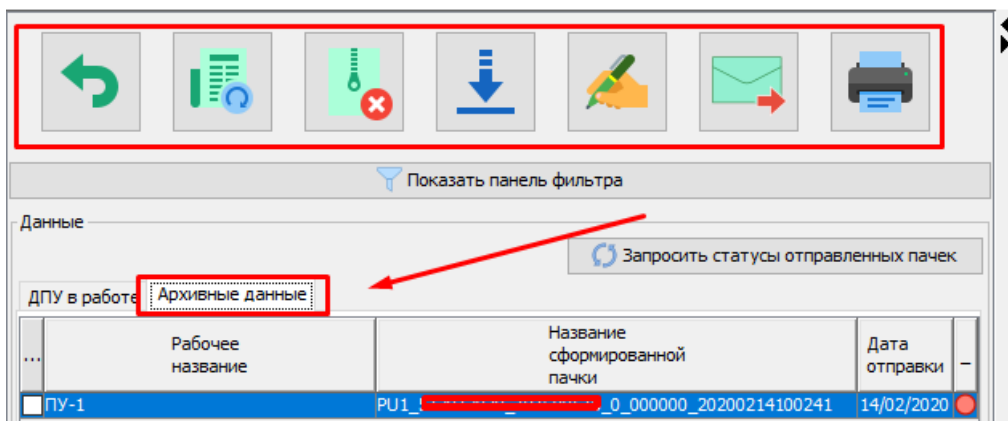 Показать панель фильтра
Данные
Запросить статусы отправленных пачек
ДПУ в работе
Архивные данные
...
Рабочее
название
Название
сформированной
пачки
Дата
отправки
–
ПУ-1
PU1_
_0_000000_20200214100241
14/02/2020